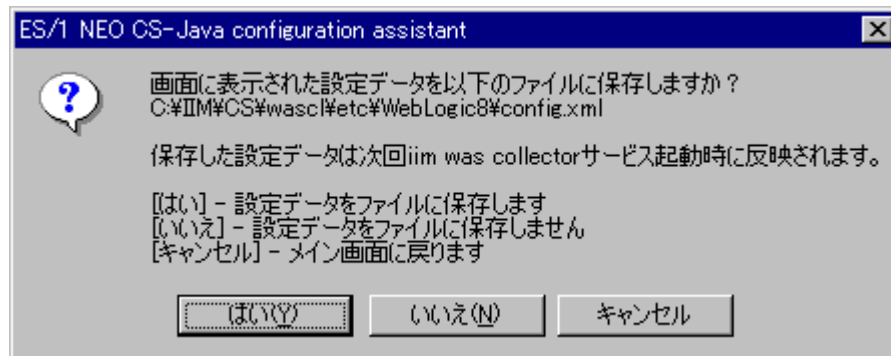 ES/1 NEO CS-Java configuration assistant
画面に表示された設定データを以下のファイルに保存しますか?
C:¥IIM¥CS¥wascl¥etc¥WebLogic8¥config.xml
保存した設定データは次回iim was collectorサービス起動時に反映されます。
[はい] - 設定データをファイルに保存します
[いいえ] - 設定データをファイルに保存しません
[キャンセル] - メイン画面に戻ります
はい(Y) いいえ(N) キャンセル